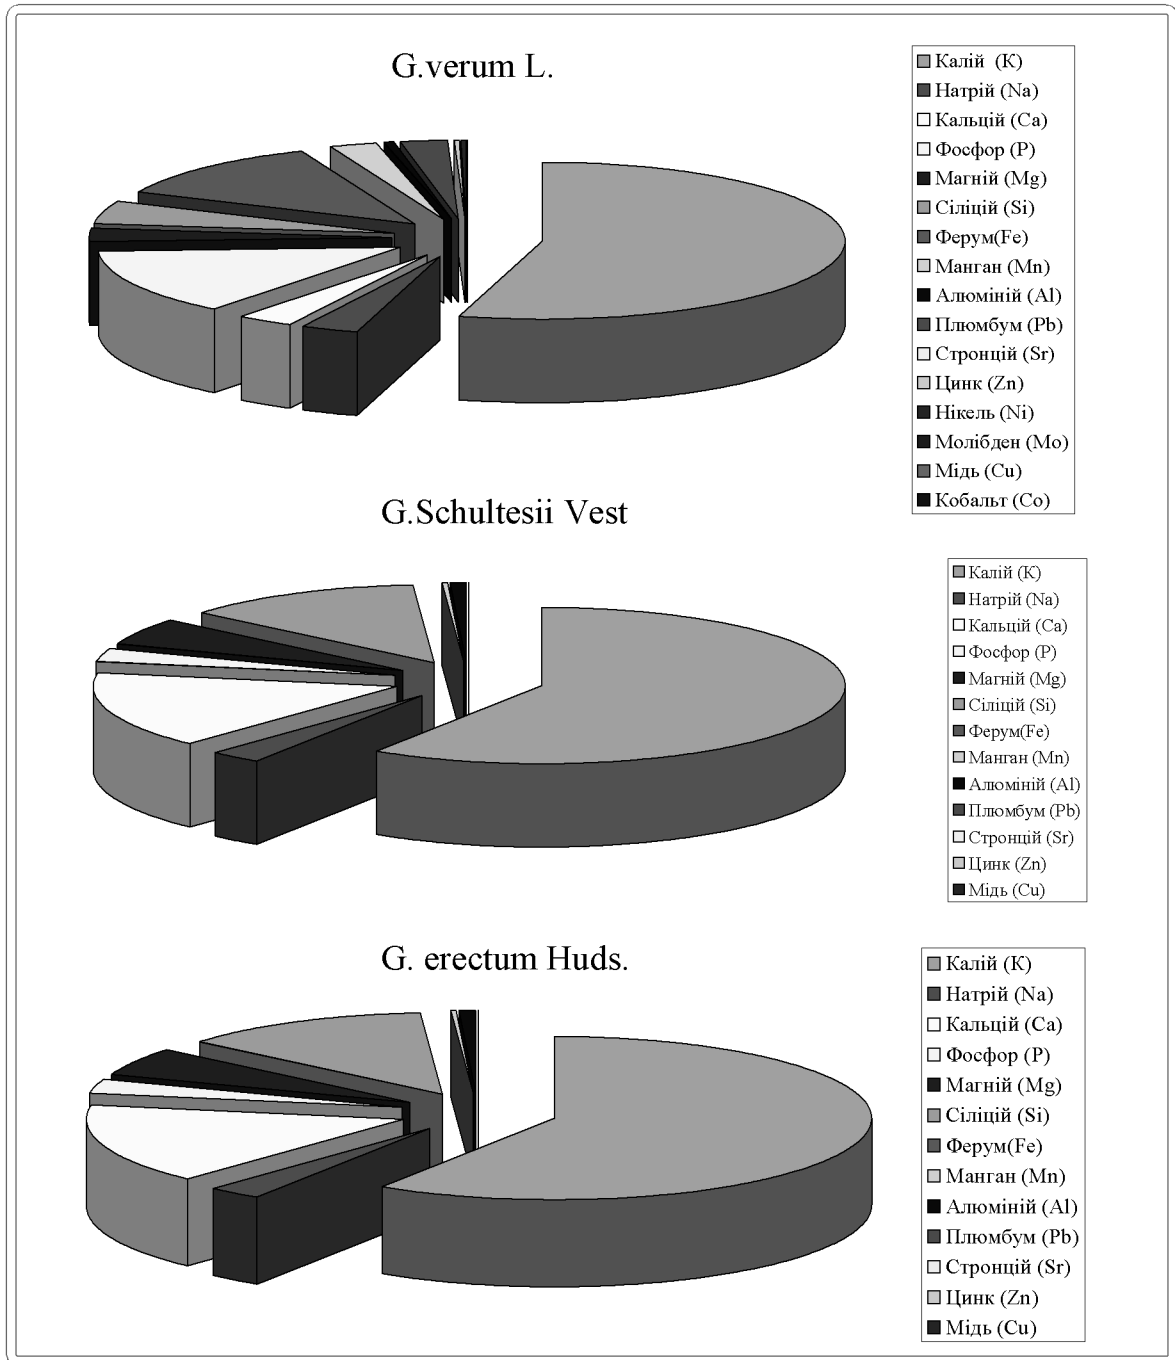 G.verum L.
Калій  (K)
Натрій (Na)
Кальцій (Ca)
Фосфор (P)
Магній (Mg)
Сіліцій (Si)
Ферум(Fe)
Манган (Mn)
Алюміній (Al)
Плюмбум (Pb)
Стронцій (Sr)
Цинк (Zn)
Нікель (Ni)
Молібден (Mo)
Мідь (Cu)
Кобальт (Co)
G.Schultesii Vest
Калій (K)
Натрій (Na)
Кальцій (Ca)
Фосфор (P)
Магній (Mg)
Сіліцій (Si)
Ферум(Fe)
Манган (Mn)
Алюміній (Al)
Плюмбум (Pb)
Стронцій (Sr)
Цинк (Zn)
Мідь (Cu)
G. erectum Huds.
Калій (K)
Натрій (Na)
Кальцій (Ca)
Фосфор (P)
Магній (Mg)
Сіліцій (Si)
Ферум(Fe)
Манган (Mn)
Алюміній (Al)
Плюмбум (Pb)
Стронцій (Sr)
Цинк (Zn)
Мідь (Cu)